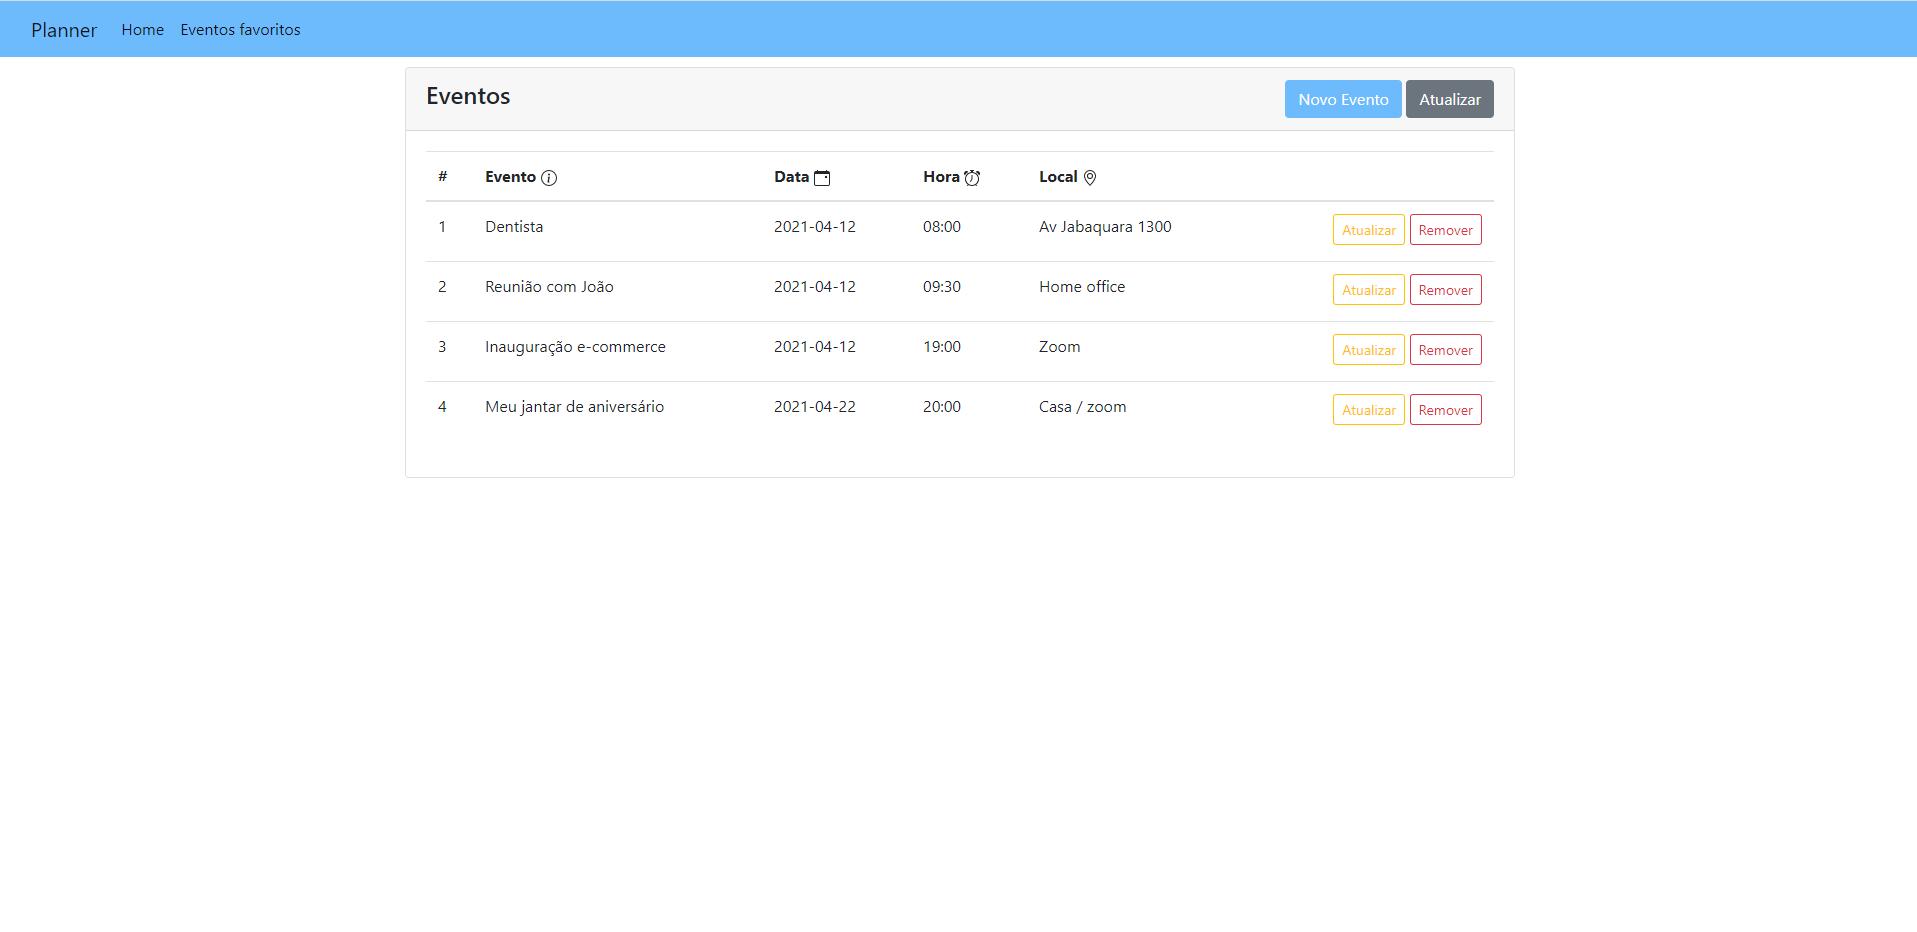 Planner Home Eventos favoritos
Eventos Novo Evento Atualizar
# Evento Data Hora Local
1 Dentista 2021-04-12 08:00 Av Jabaquara 1300 Atualizar Remover
2 Reunião com João 2021-04-12 09:30 Home office Atualizar Remover
3 Inauguração e-commerce 2021-04-12 19:00 Zoom Atualizar Remover
4 Meu jantar de aniversário 2021-04-22 20:00 Casa / zoom Atualizar Remover